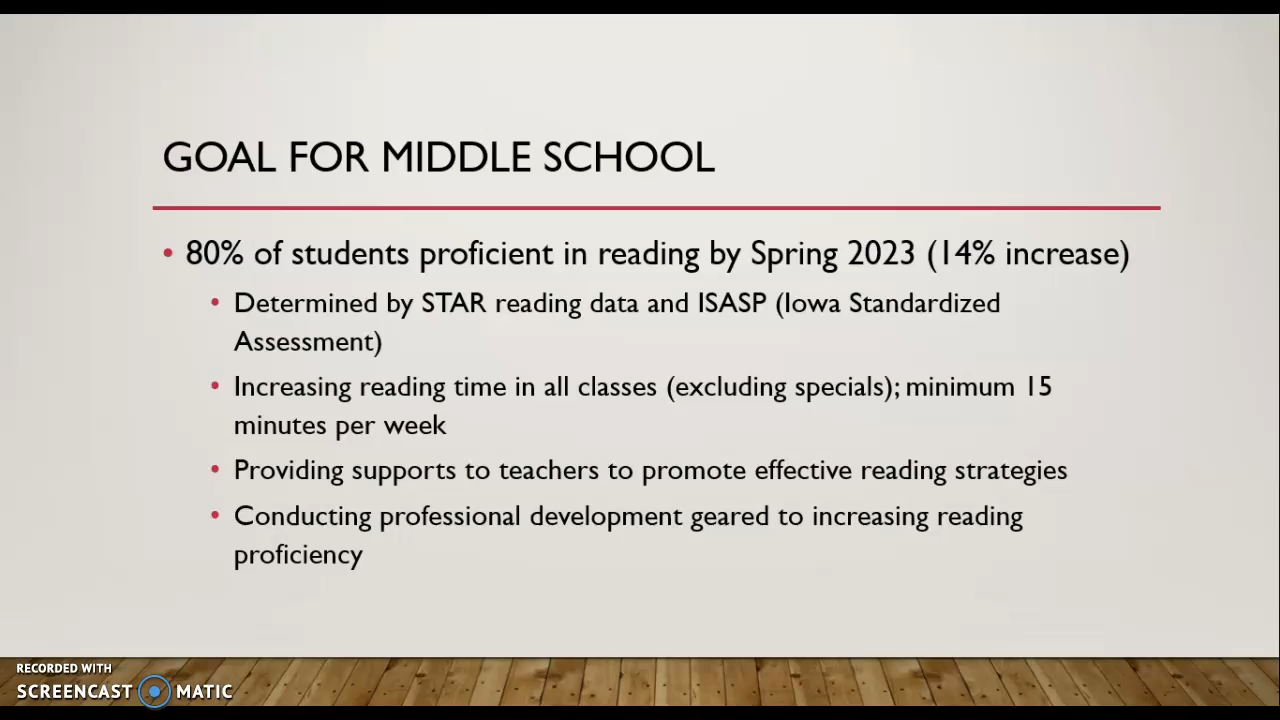 GOAL FOR MIDDLE SCHOOL
• 80% of students proficient in reading by Spring 2023 (14% increase)
• Determined by STAR reading data and ISASP (Iowa Standardized
Assessment)
• Increasing reading time in all classes (excluding specials); minimum 15
minutes per week
• Providing supports to teachers to promote effective reading strategies
• Conducting professional development geared to increasing reading
proficiency
RECORDED WITH
SCREENCAST MATIC